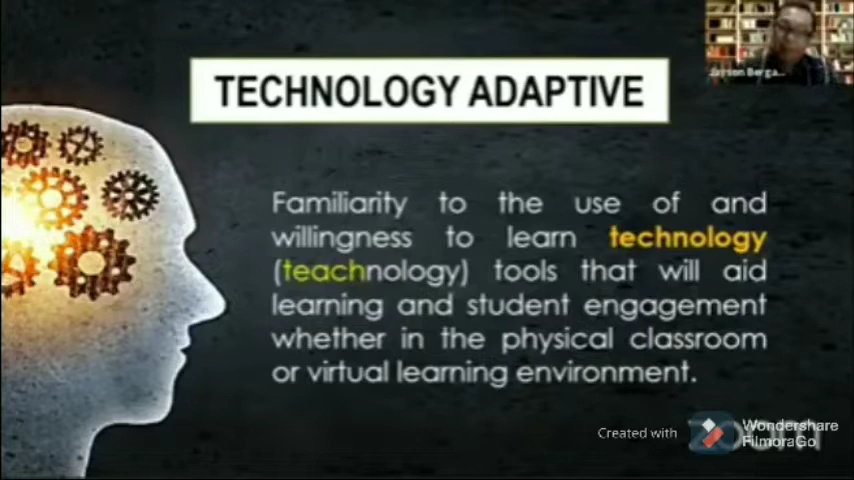 TECHNOLOGY ADAPTIVE
Familiarity to the use of and
willingness to learn technology
(teachnology) tools that will aid
learning and student engagement
whether in the physical classroom
or virtual learning environment.
Created with
Wondershare
FilmoraGo
zoom